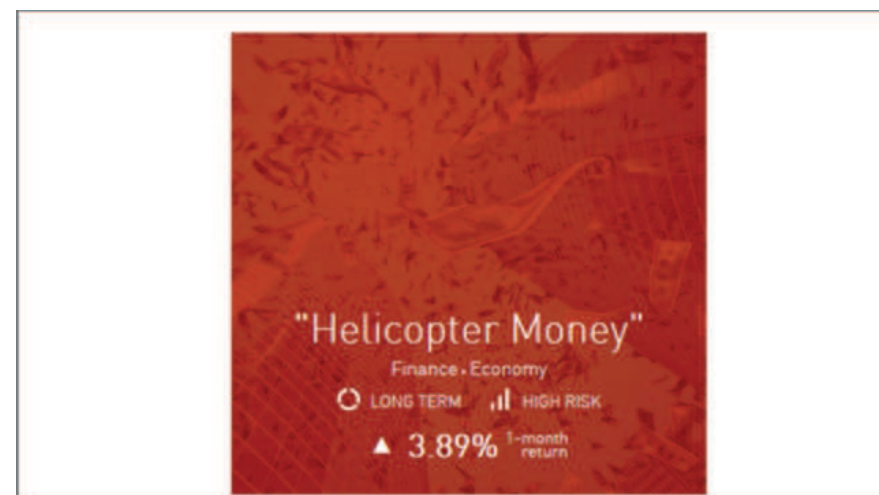 "Helicopter Money"
Finance • Economy
LONG TERM HIGH RISK
▲ 3.89% 1-month return